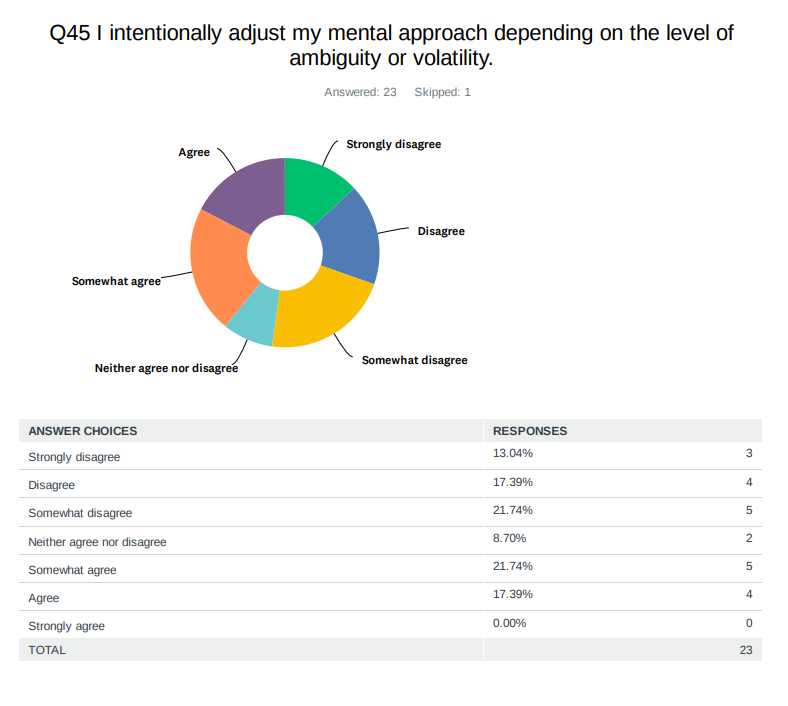 Q45 I intentionally adjust my mental approach depending on the level of
ambiguity or volatility.
Answered: 23 Skipped: 1
Strongly disagree
Agree
Disagree
Somewhat agree
Somewhat disagree
Neither agree nor disagree
ANSWER CHOICES RESPONSES
Strongly disagree 13.04% 3
Disagree 17.39% 4
Somewhat disagree 21.74% 5
Neither agree nor disagree 8.70% 2
Somewhat agree 21.74% 5
Agree 17.39% 4
Strongly agree 0.00% 0
TOTAL 23